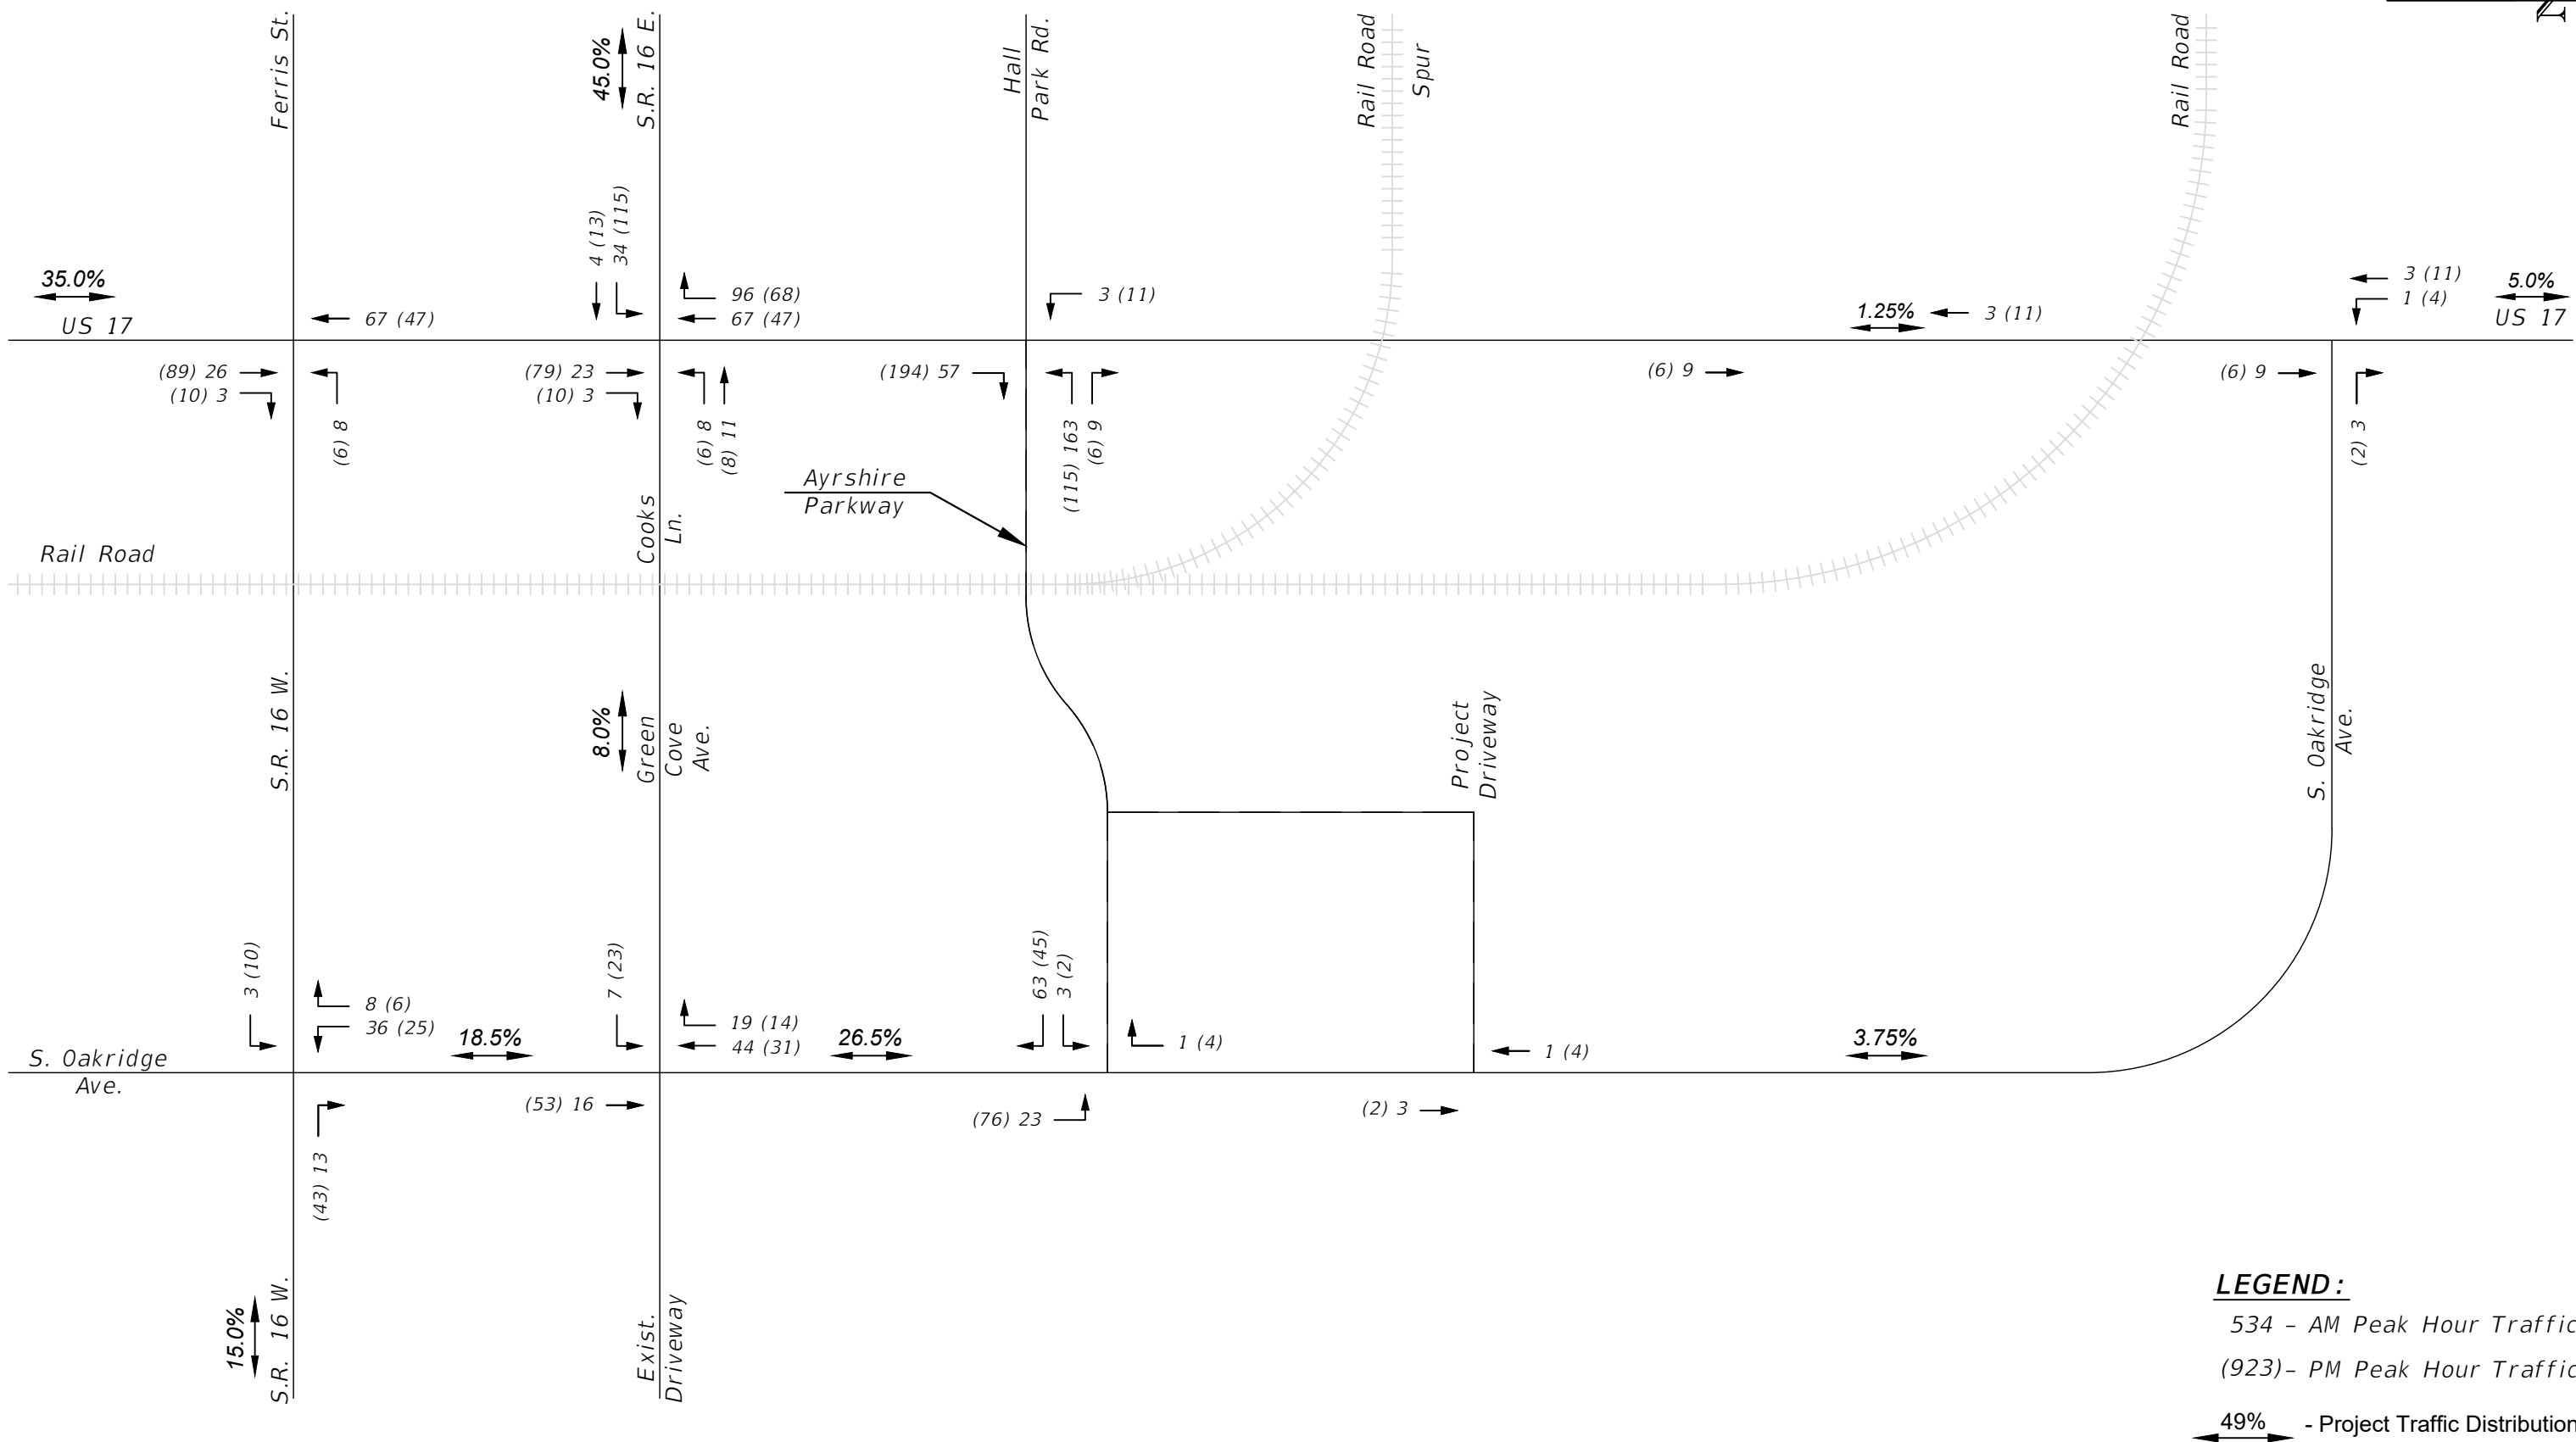 Ferris St.
45.0%
S.R. 16 E.
Hall
Park Rd.
Rail Road
Spur
Rail Road
N
4 (13)
34 (115)
35.0%
US 17
67 (47)
96 (68)
67 (47)
3 (11)
1.25%
3 (11)
3 (11)
1 (4)
5.0%
US 17
(89) 26
(10) 3
(6) 8
(79) 23
(10) 3
(6) 8
(8) 11
(194) 57
(115) 163
(6) 9
(6) 9
(6) 9
(2) 3
Ayrshire
Parkway
Cooks
Ln.
Rail Road
S.R. 16 W.
8.0%
Green
Cove
Ave.
Project
Driveway
S. Oakridge
Ave.
3 (10)
8 (6)
36 (25)
18.5%
7 (23)
19 (14)
44 (31)
26.5%
63 (45)
3 (2)
1 (4)
1 (4)
3.75%
S. Oakridge
Ave.
(43) 13
(53) 16
(76) 23
(2) 3
15.0%
S.R. 16 W.
Exist.
Driveway
LEGEND:
534 – AM Peak Hour Traffic
(923)– PM Peak Hour Traffic
49% - Project Traffic Distribution